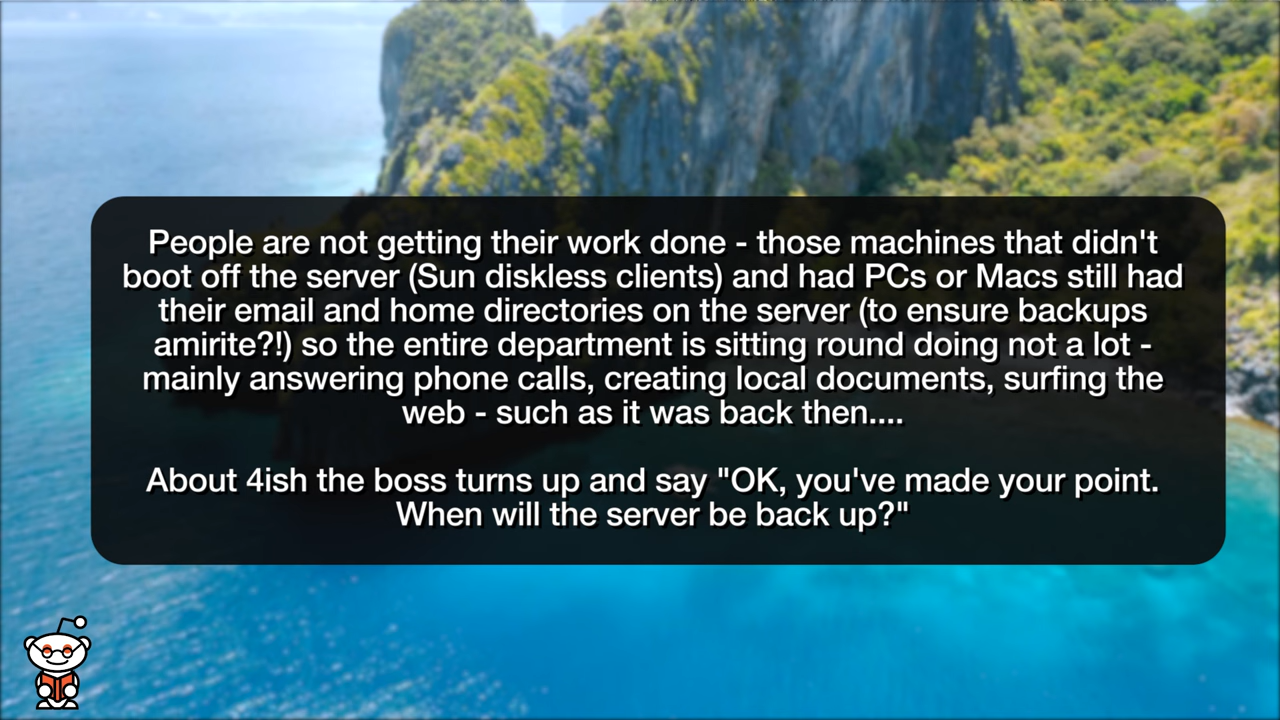 People are not getting their work done - those machines that didn't
boot off the server (Sun diskless clients) and had PCs or Macs still had
their email and home directories on the server (to ensure backups
amirite?!) so the entire department is sitting round doing not a lot -
mainly answering phone calls, creating local documents, surfing the
web - such as it was back then....
About 4ish the boss turns up and say "OK, you've made your point.
When will the server be back up?"